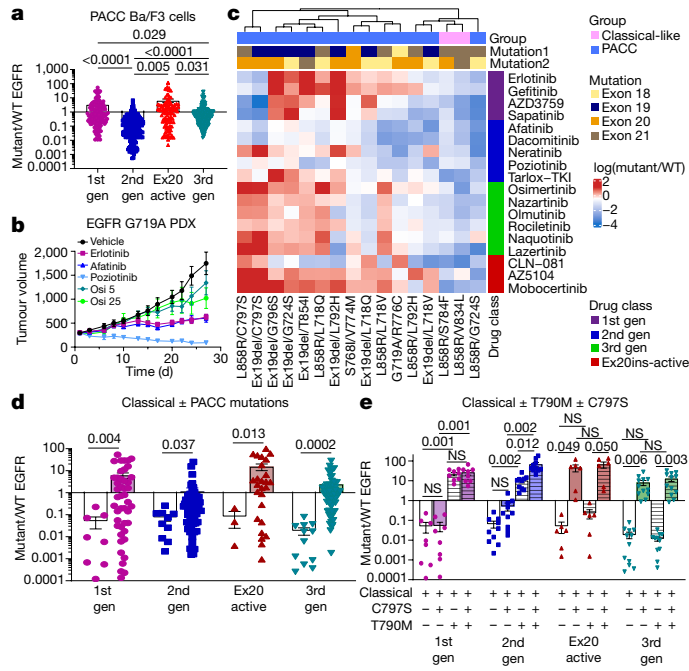 a
PACC Ba/F3 cells
0.029
<0.0001
<0.0001
0.005 0.031
Mutant/WT EGFR
1,000
100
10
1
0.1
0.01
0.001
0.0001
1st gen
2nd gen
Ex20 active
3rd gen
b
EGFR G719A PDX
Vehicle
Erlotinib
Afatinib
Poziotinib
Osi 5
Osi 25
Tumour volume
2,000
1,500
1,000
500
0
0 10 20 30
Time (d)
c
Group
Mutation1
Mutation2
Erlotinib
Gefitinib
AZD3759
Sapatinib
Afatinib
Dacomitinib
Neratinib
Poziotinib
Tarlox-TKI
Osimertinib
Nazartinib
Olmutinib
Rociletinib
Naquotinib
Lazertinib
CLN-081
AZ5104
Mobocertinib
L858R/C797S
Ex19del/C797S
Ex19del/G796S
Ex19del/G724S
Ex19del/T854I
L858R/L718Q
Ex19del/L792H
S768I/V774M
Ex19del/L718Q
L858R/L718V
G719A/R776C
L858R/L792H
Ex19del/L718V
L858R/S784F
L858R/V834L
L858R/G724S
Drug class
Group
Classical-like
PACC
Mutation
Exon 18
Exon 19
Exon 20
Exon 21
log(mutant/WT)
2
0
−2
−4
Drug class
1st gen
2nd gen
3rd gen
Ex20ins-active
d
Classical ± PACC mutations
0.004
0.037
0.013
0.0002
Mutant/WT EGFR
100
10
1
0.1
0.01
0.001
0.0001
1st gen
2nd gen
Ex20 active
3rd gen
e
Classical ± T790M ± C797S
0.001
0.001
NS
NS
0.002
0.002
0.012
NS
NS
0.049
NS
0.050
NS
NS
0.006
NS
0.003
Mutant/WT EGFR
100
10
1
0.1
0.01
0.001
0.0001
Classical + + + + + + + + + + + + + + + +
C797S − + − + − + − + − + − + − + − +
T790M − − + + − − + + − − + + − − + +
1st gen
2nd gen
Ex20 active
3rd gen